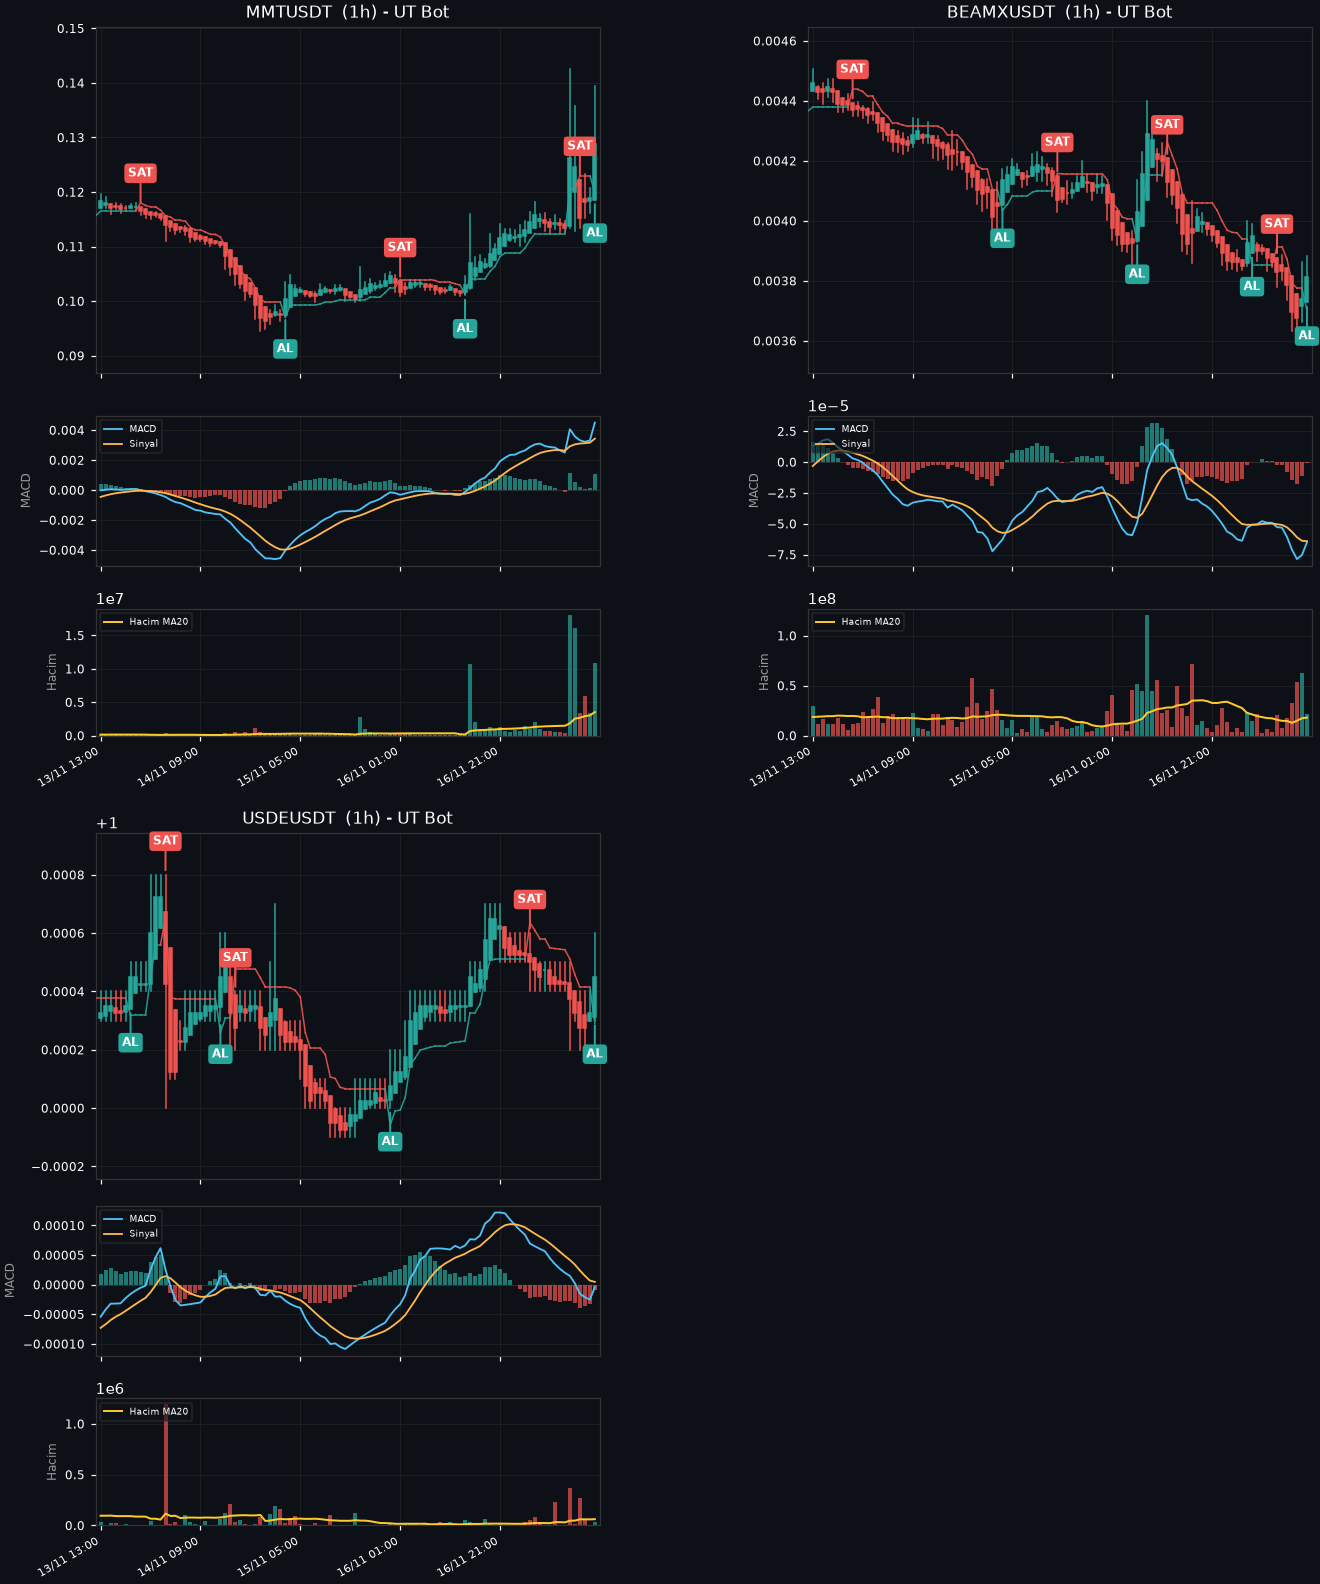 MMTUSDT (1h) - UT Bot
0.15
0.14
0.13
0.12
0.11
0.10
0.09
SAT
SAT
SAT
AL
AL
AL
MACD
Sinyal
MACD
0.004
0.002
0.000
−0.002
−0.004
1e7
Hacim MA20
Hacim
1.5
1.0
0.5
0.0
13/11 13:00
14/11 09:00
15/11 05:00
16/11 01:00
16/11 21:00
BEAMXUSDT (1h) - UT Bot
0.0046
0.0044
0.0042
0.0040
0.0038
0.0036
SAT
SAT
SAT
SAT
AL
AL
AL
AL
1e−5
MACD
Sinyal
MACD
2.5
0.0
−2.5
−5.0
−7.5
1e8
Hacim MA20
Hacim
1.0
0.5
0.0
13/11 13:00
14/11 09:00
15/11 05:00
16/11 01:00
16/11 21:00
USDEUSDT (1h) - UT Bot
+1
0.0008
0.0006
0.0004
0.0002
0.0000
−0.0002
SAT
SAT
SAT
AL
AL
AL
AL
MACD
Sinyal
MACD
0.00010
0.00005
0.00000
−0.00005
−0.00010
1e6
Hacim MA20
Hacim
1.0
0.5
0.0
13/11 13:00
14/11 09:00
15/11 05:00
16/11 01:00
16/11 21:00